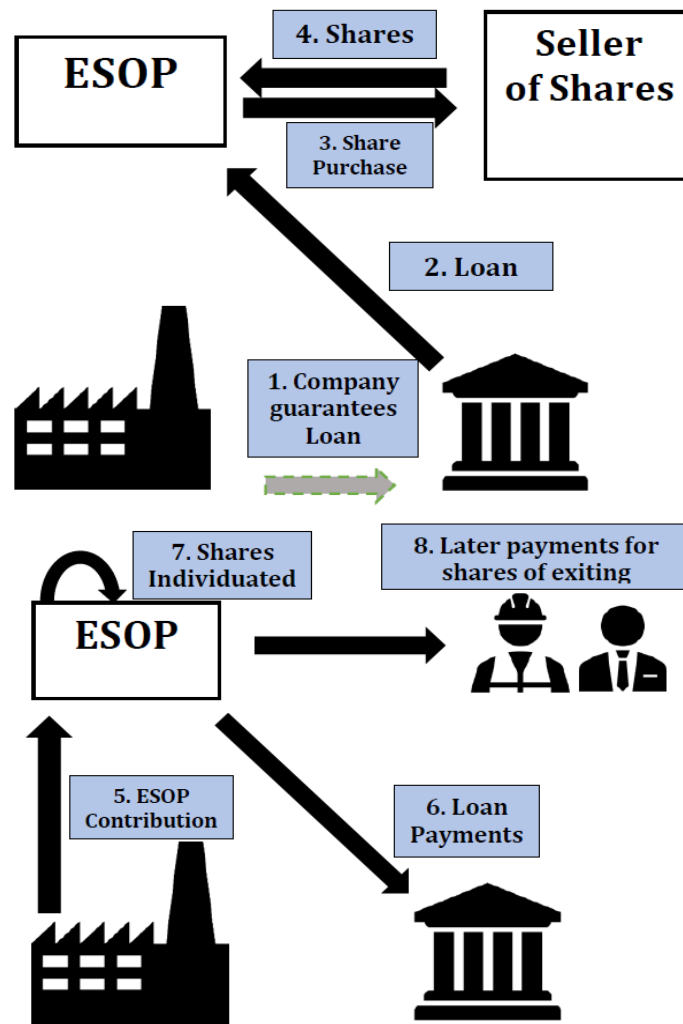 ESOP
4. Shares
Seller
of Shares
3. Share
Purchase
2. Loan
1. Company
guarantees
Loan
7. Shares
Individuated
8. Later payments for
shares of exiting
ESOP
5. ESOP
Contribution
6. Loan
Payments